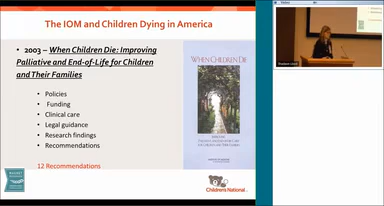 The IOM and Children Dying in America
• 2003 – When Children Die: Improving
Palliative and End-of-Life for Children
and Their Families
• Policies
• Funding
• Clinical care
• Legal guidance
• Research findings
• Recommendations
12 Recommendations
WHEN CHILDREN DIE
Children's National
Video